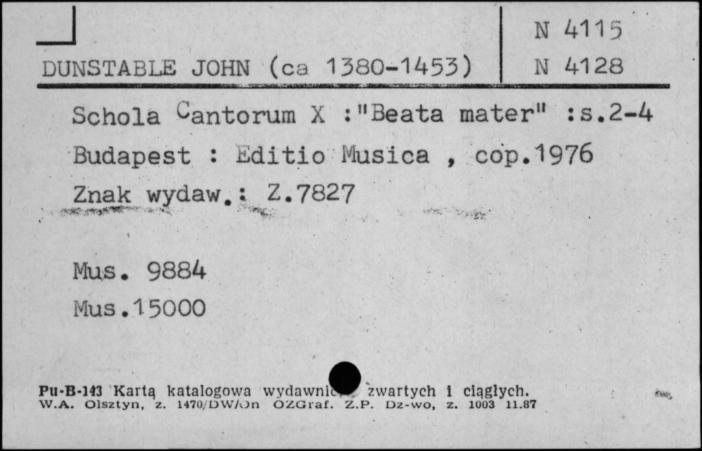 N 4115
DUNSTABLE JOHN (ca 1380-1453)
N 4128
Schola Cantorum X :"Beata mater" :s.2-4
Budapest : Editio Musica , cop.1976
Znak wydaw.: Z.7827
Mus. 9884
Mus.15000
Pu-B-143 Kartą katalogowa zwartych i ciągłych.
W.A. Olsztyn, z. 1470/DW/Jn OZGraf. Z.P. Dz-wo, z. 1003 11.87